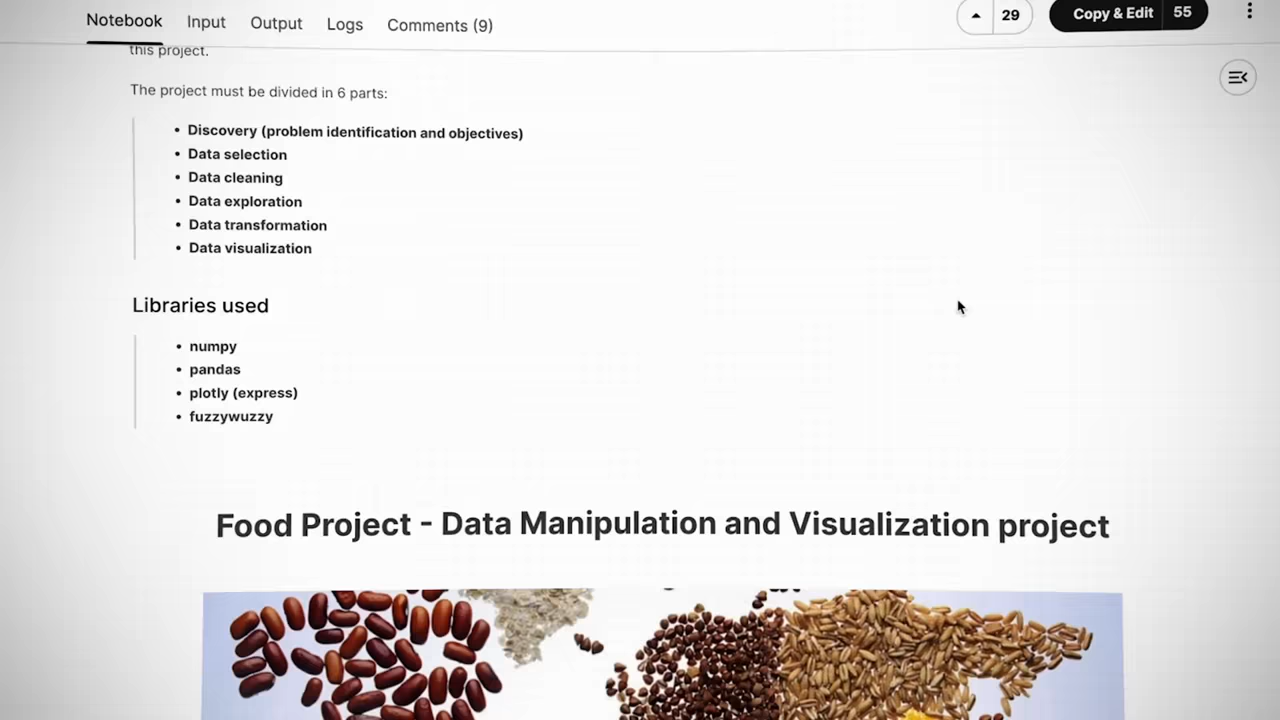 Notebook Input Output Logs Comments (9) 29 Copy & Edit 55
this project.
The project must be divided in 6 parts:
• Discovery (problem identification and objectives)
• Data selection
• Data cleaning
• Data exploration
• Data transformation
• Data visualization
Libraries used
• numpy
• pandas
• plotly (express)
• fuzzywuzzy
Food Project - Data Manipulation and Visualization project